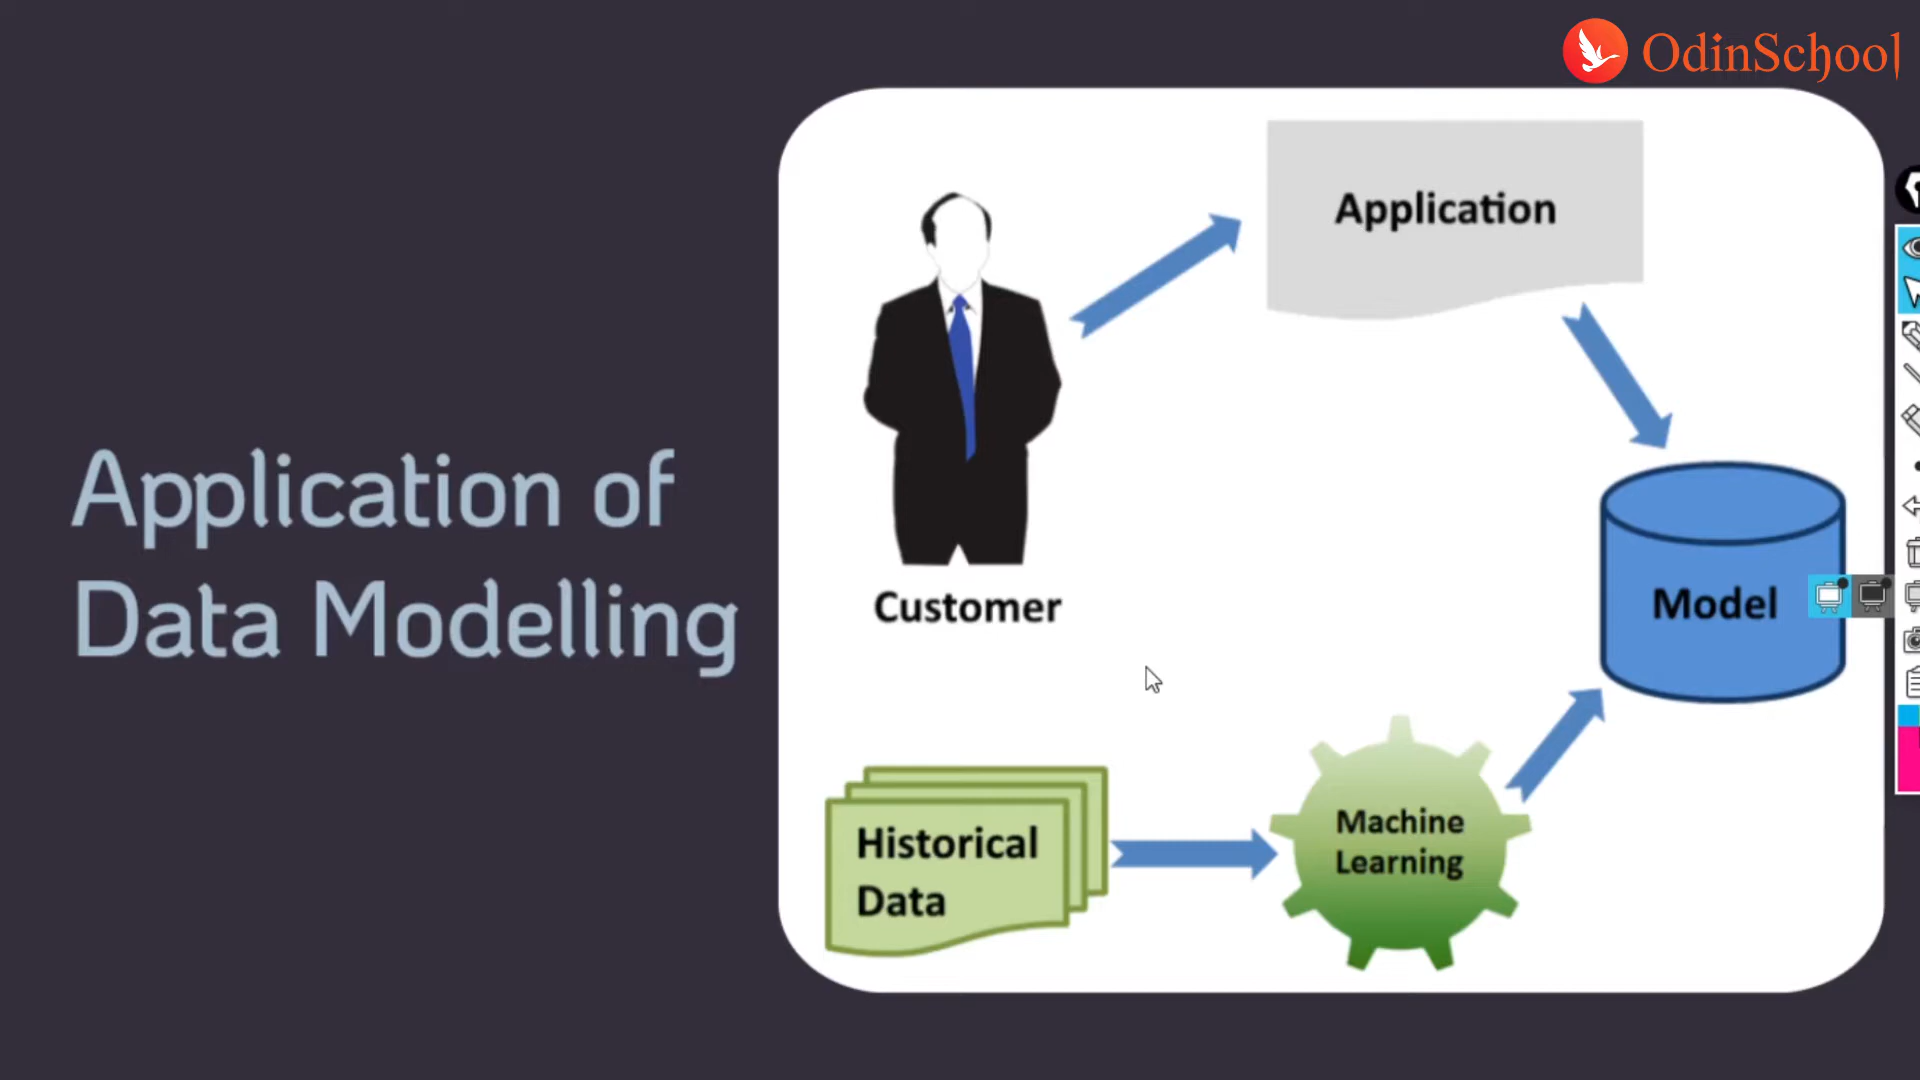 OdinSchool
Application of
Data Modelling
Application
Customer
Model
Historical
Data
Machine
Learning